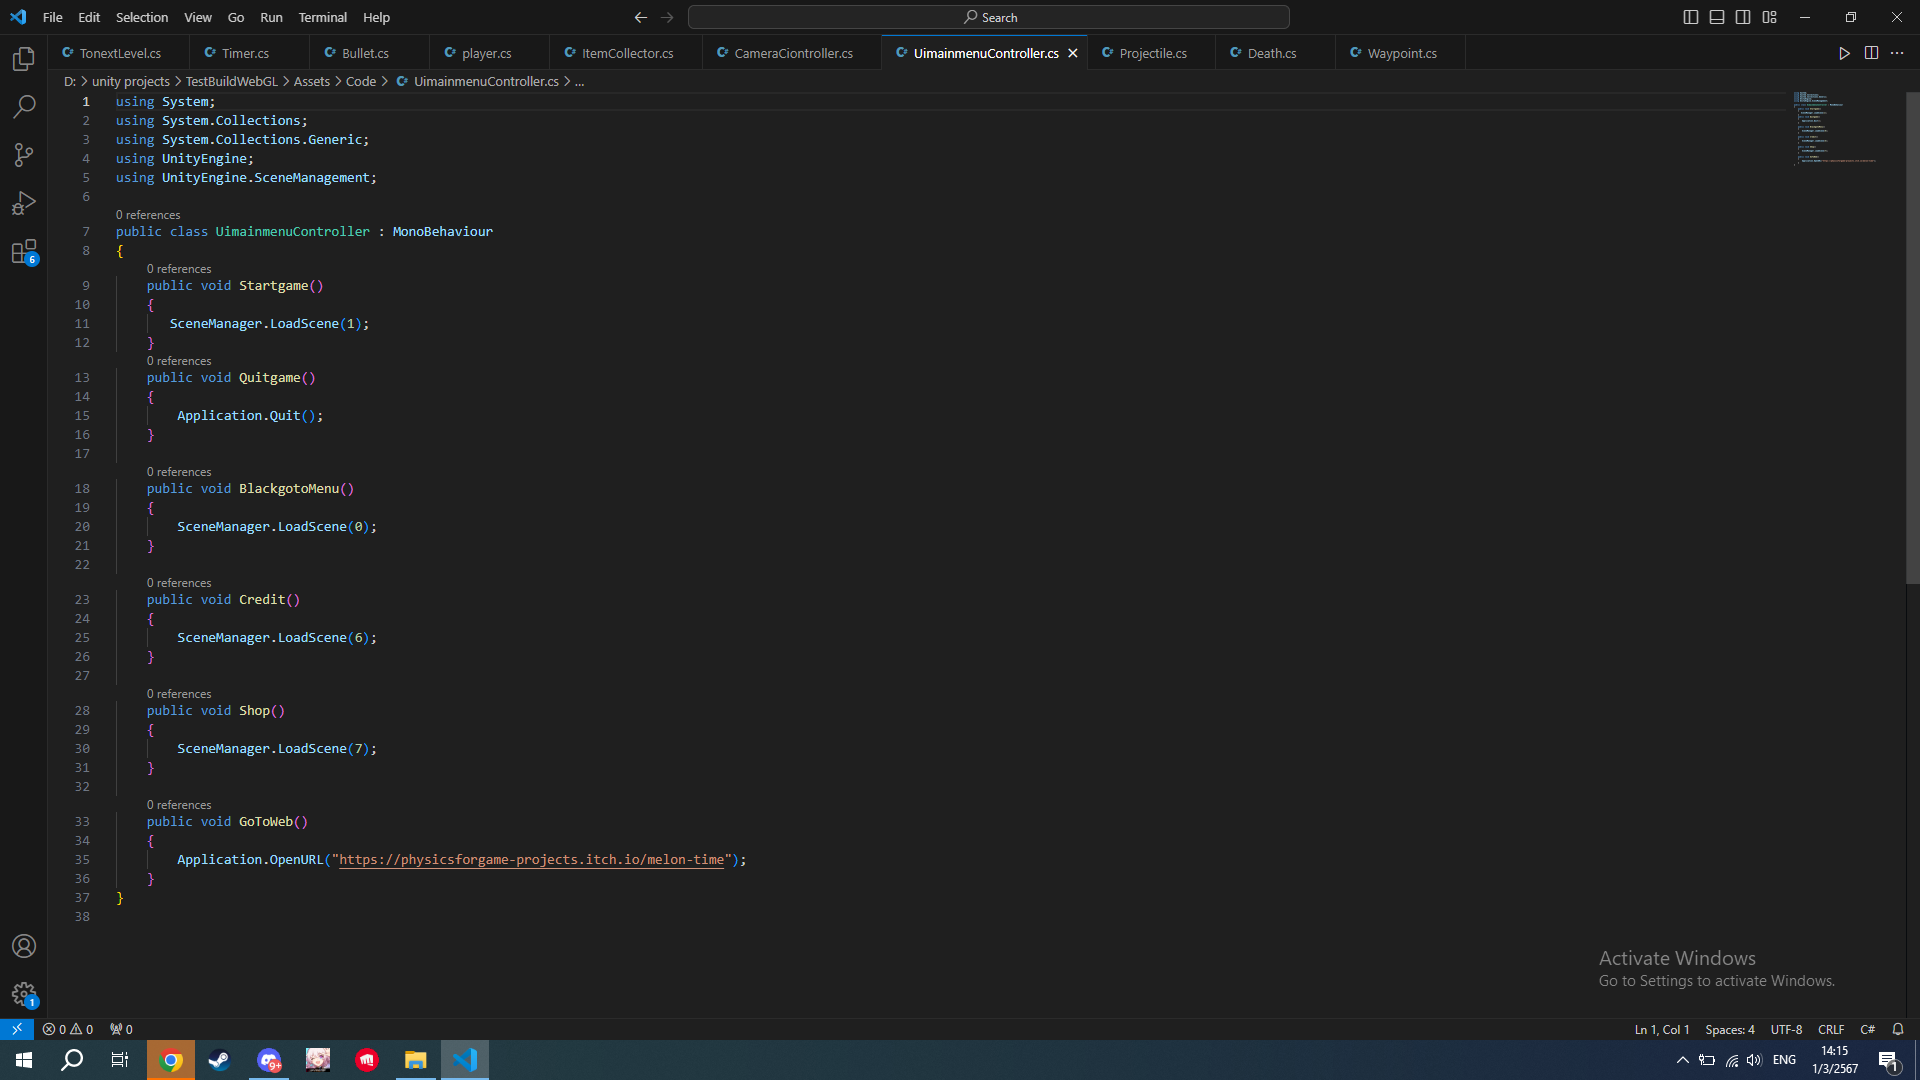 File Edit Selection View Go Run Terminal Help
Search
TonextLevel.cs Timer.cs Bullet.cs player.cs ItemCollector.cs CameraCiontroller.cs UimainmenuController.cs Projectile.cs Death.cs Waypoint.cs
D: > unity projects > TestBuildWebGL > Assets > Code > UimainmenuController.cs > ...
1 using System;
2 using System.Collections;
3 using System.Collections.Generic;
4 using UnityEngine;
5 using UnityEngine.SceneManagement;
6
0 references
7 public class UimainmenuController : MonoBehaviour
8 {
0 references
9 public void Startgame()
10 {
11 SceneManager.LoadScene(1);
12 }
0 references
13 public void Quitgame()
14 {
15 Application.Quit();
16 }
17
0 references
18 public void BlackgotoMenu()
19 {
20 SceneManager.LoadScene(0);
21 }
22
0 references
23 public void Credit()
24 {
25 SceneManager.LoadScene(6);
26 }
27
0 references
28 public void Shop()
29 {
30 SceneManager.LoadScene(7);
31 }
32
0 references
33 public void GoToWeb()
34 {
35 Application.OpenURL("https://physicsforgame-projects.itch.io/melon-time");
36 }
37 }
38
6
1
Activate Windows
Go to Settings to activate Windows.
0 0 0
Ln 1, Col 1 Spaces: 4 UTF-8 CRLF C#
9+
ENG
14:15
1/3/2567
1